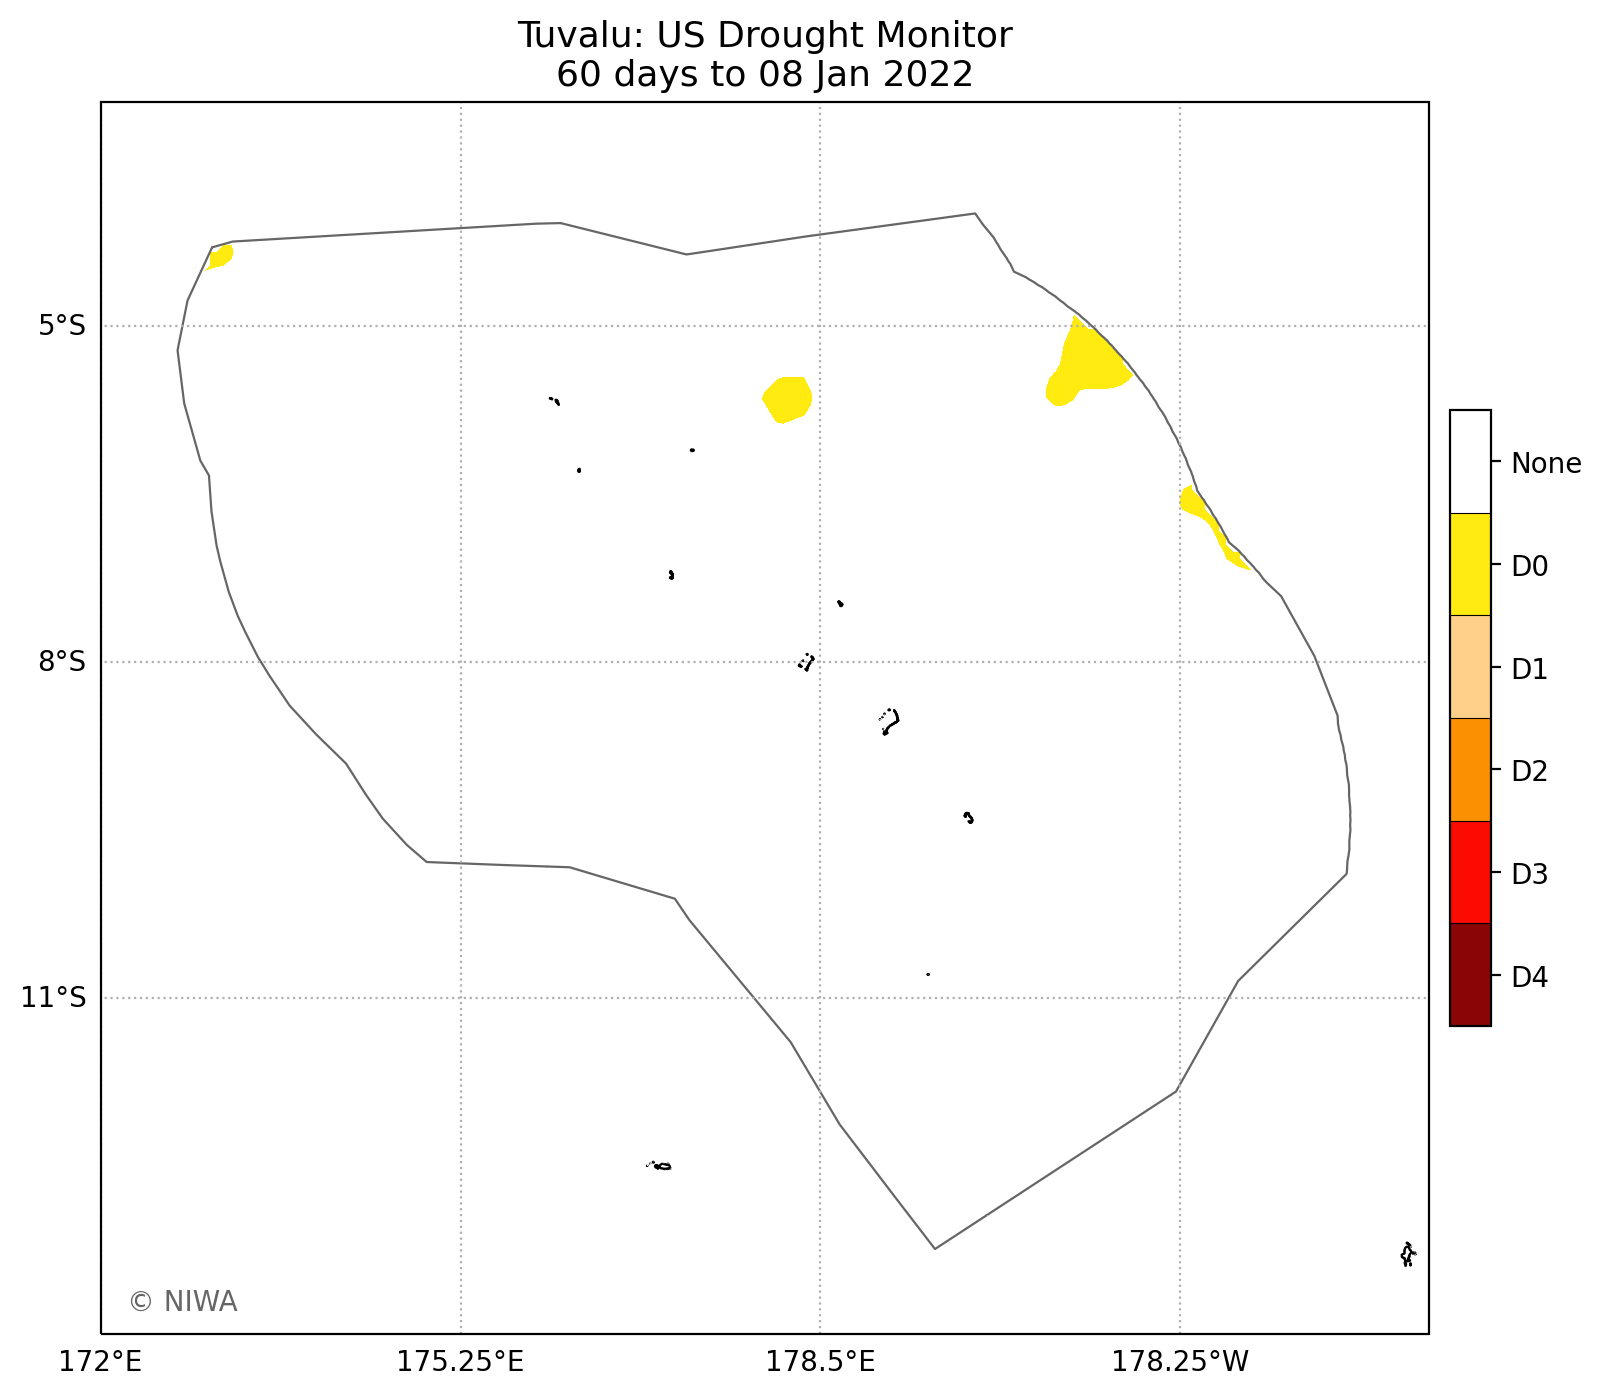 Tuvalu: US Drought Monitor
60 days to 08 Jan 2022
5°S
8°S
11°S
172°E
175.25°E
178.5°E
178.25°W
None
D0
D1
D2
D3
D4
© NIWA